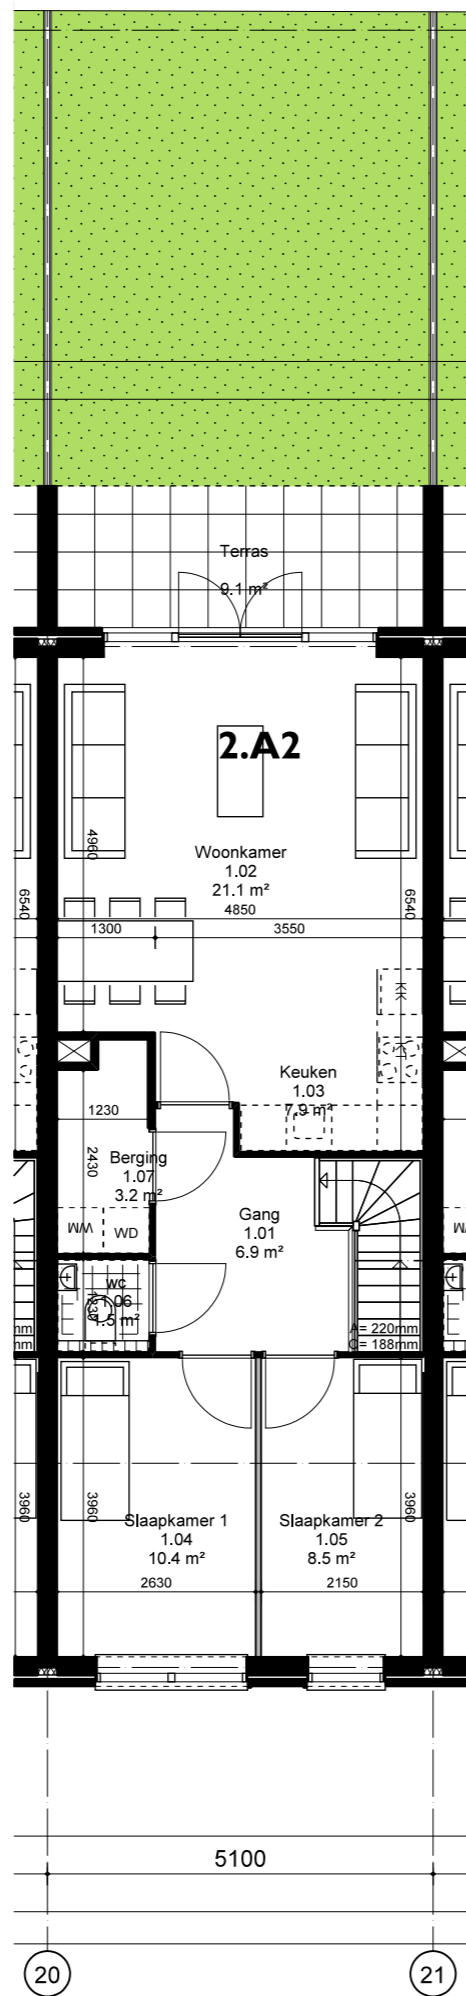 Terras
9.1 m²
2.A2
4960
Woonkamer
1.02
21.1 m²
6540
4850
6540
1300
3550
KK
KT
Keuken
1.03
7.9 m²
1230
2430
Berging
1.07
3.2 m²
Gang
1.01
6.9 m²
WM
WD
wc
1.06
1.5 m²
1230
A= 220mm
O= 188mm
mm
mm
3960
3960
3960
Slaapkamer 1
1.04
10.4 m²
Slaapkamer 2
1.05
8.5 m²
2630
2150
5100
20
21